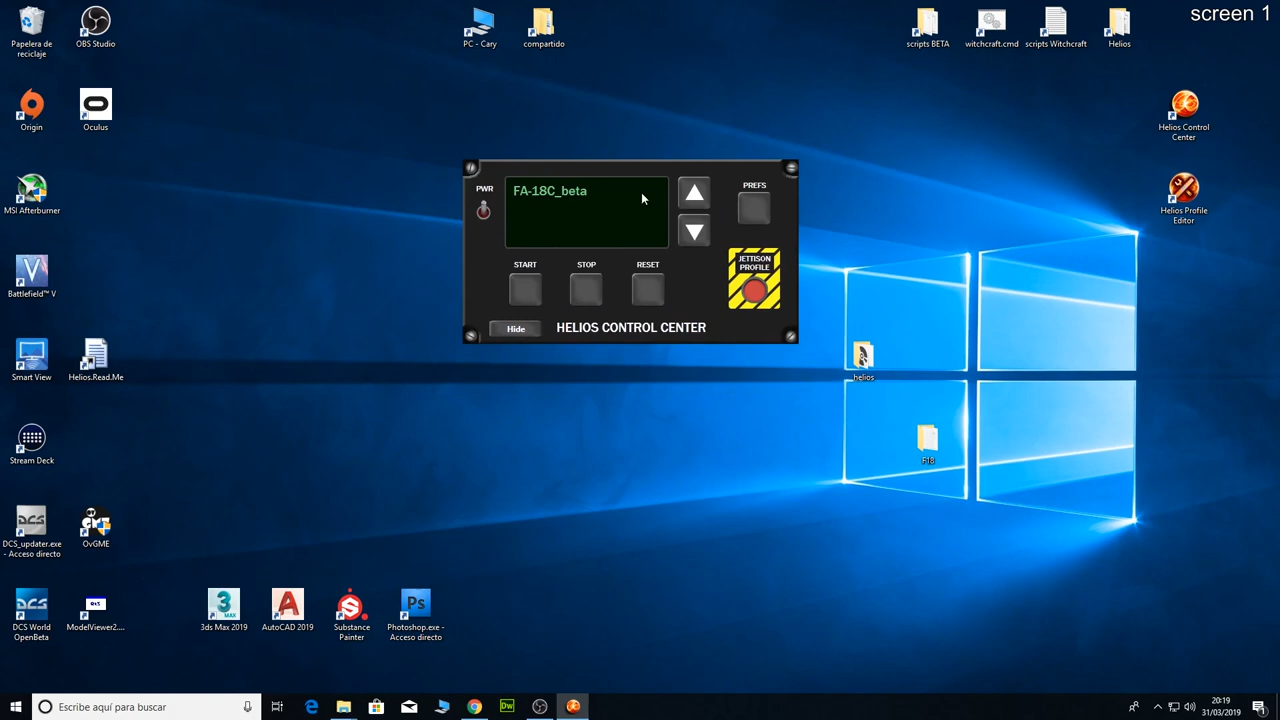 screen 1
Papelera de
reciclaje
OBS Studio
PC - Cary
compartido
scripts BETA
witchcraft.cmd
scripts Witchcraft
Helios
Origin
Oculus
Helios Control
Center
PWR
FA-18C_beta
PREFS
MSI Afterburner
Helios Profile
Editor
START
STOP
RESET
JETTISON
PROFILE
Battlefield™ V
Hide
HELIOS CONTROL CENTER
Smart View
Helios.Read.Me
helios
Stream Deck
F18
DCS_updater.exe
- Acceso directo
OvGME
DCS World
OpenBeta
ModelViewer2....
3ds Max 2019
AutoCAD 2019
Substance
Painter
Photoshop.exe -
Acceso directo
Escribe aquí para buscar
20:19
31/03/2019